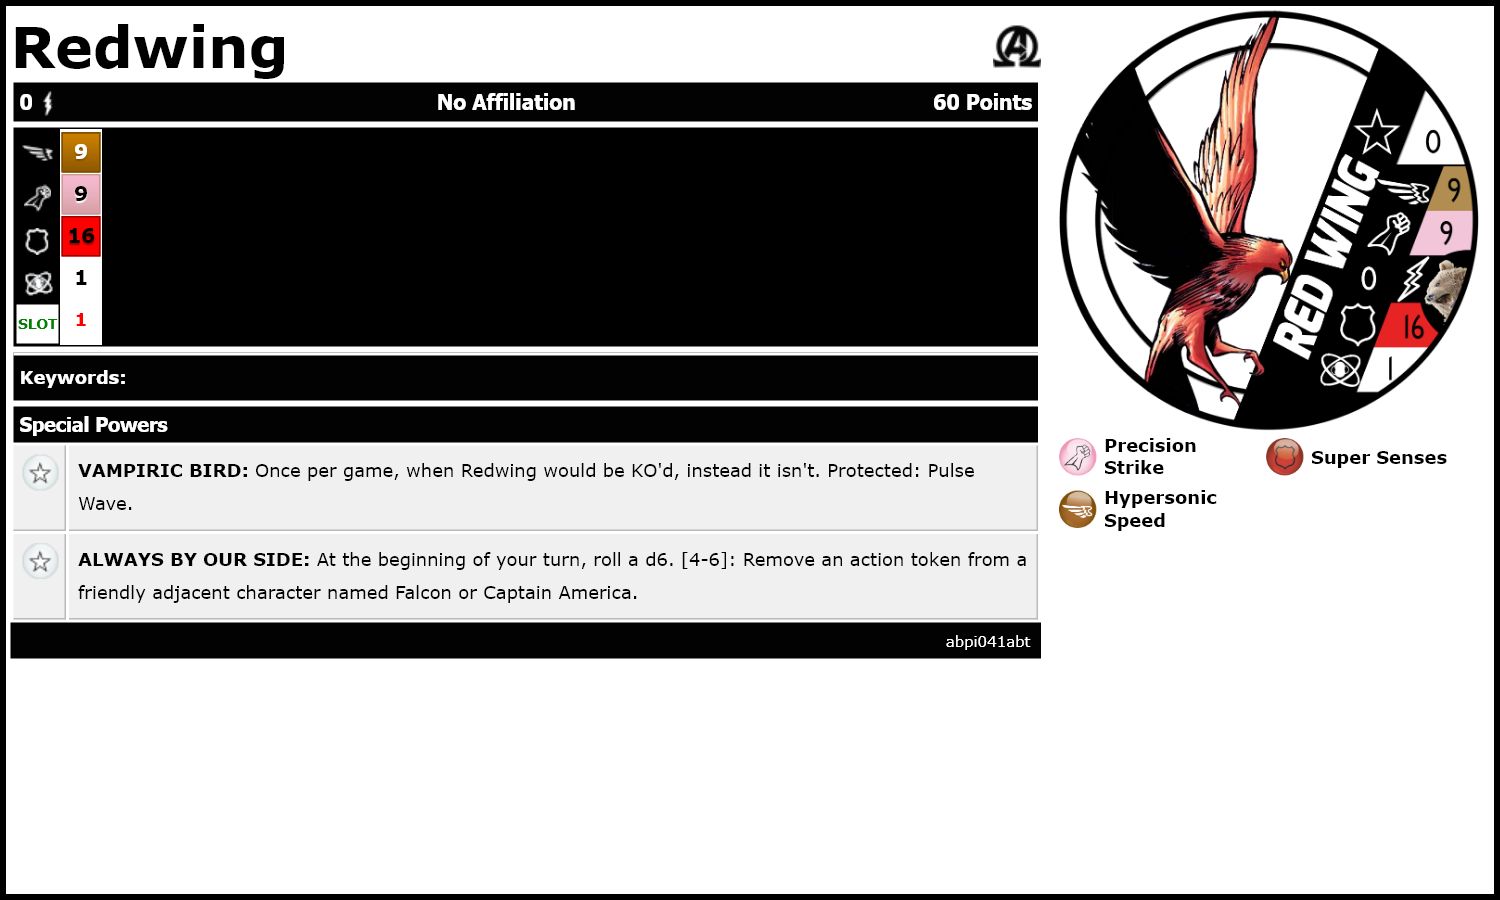 Redwing
0 No Affiliation 60 Points
9
9
16
1
SLOT 1
Keywords:
Special Powers
VAMPIRIC BIRD: Once per game, when Redwing would be KO'd, instead it isn't. Protected: Pulse
Wave.
ALWAYS BY OUR SIDE: At the beginning of your turn, roll a d6. [4-6]: Remove an action token from a
friendly adjacent character named Falcon or Captain America.
abpi041abt
RED WING
0
9
9
0
16
1
Precision
Strike
Super Senses
Hypersonic
Speed